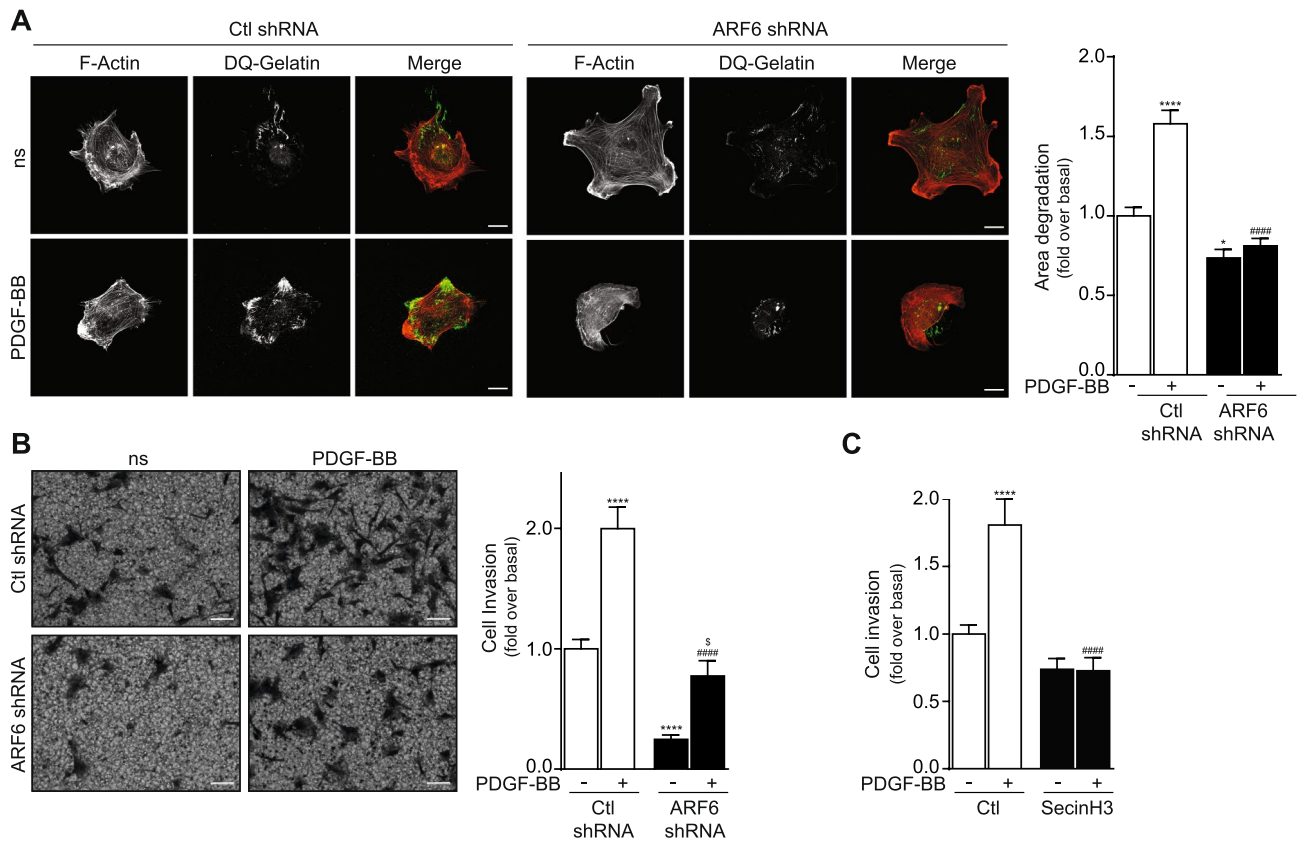 A
Ctl shRNA
ARF6 shRNA
F-Actin DQ-Gelatin Merge
F-Actin DQ-Gelatin Merge
ns
PDGF-BB
Area degradation
(fold over basal)
2.0
1.5
1.0
0.5
0.0
****
*
####
PDGF-BB - + - +
Ctl
shRNA
ARF6
shRNA
B
ns PDGF-BB
Ctl shRNA
ARF6 shRNA
Cell Invasion
(fold over basal)
2.0
1.0
0.0
****
****
$
####
PDGF-BB - + - +
Ctl
shRNA
ARF6
shRNA
C
Cell invasion
(fold over basal)
2.0
1.5
1.0
0.5
0.0
****
####
PDGF-BB - + - +
Ctl SecinH3